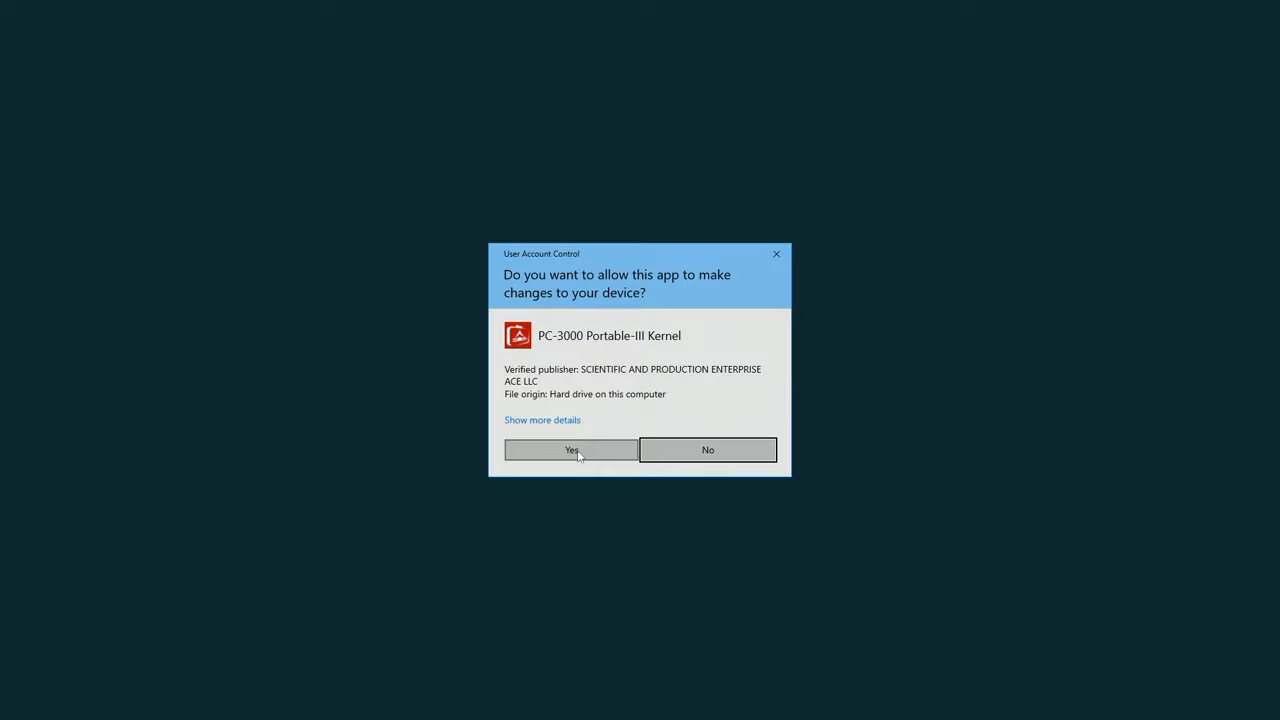 User Account Control
Do you want to allow this app to make
changes to your device?
PC-3000 Portable-III Kernel
Verified publisher: SCIENTIFIC AND PRODUCTION ENTERPRISE
ACE LLC
File origin: Hard drive on this computer
Show more details
Yes
No